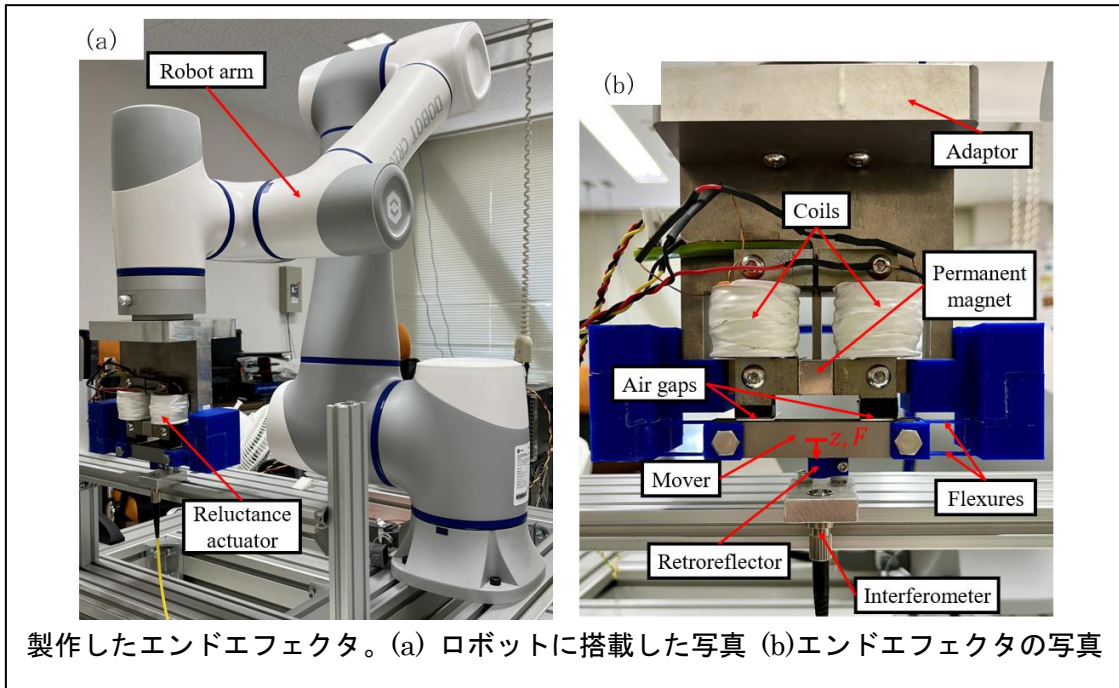 (a)
Robot arm
DOBOT
Reluctance
actuator
(b)
Adaptor
Coils
Permanent
magnet
Air gaps
z, F
Mover
Flexures
Retroreflector
Interferometer
製作したエンドエフェクタ。(a) ロボットに搭載した写真 (b)エンドエフェクタの写真